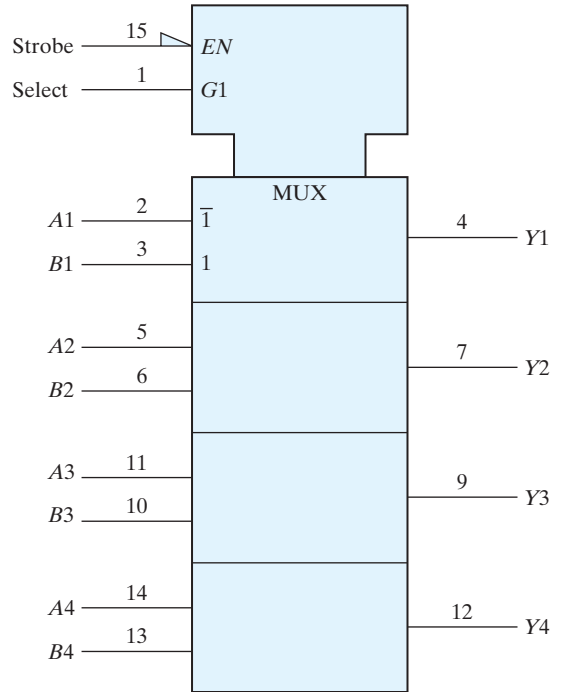 Strobe 15 EN
Select 1 G1
MUX
A1 2 1̅ 4 Y1
B1 3 1
A2 5 7 Y2
B2 6
A3 11 9 Y3
B3 10
A4 14 12 Y4
B4 13